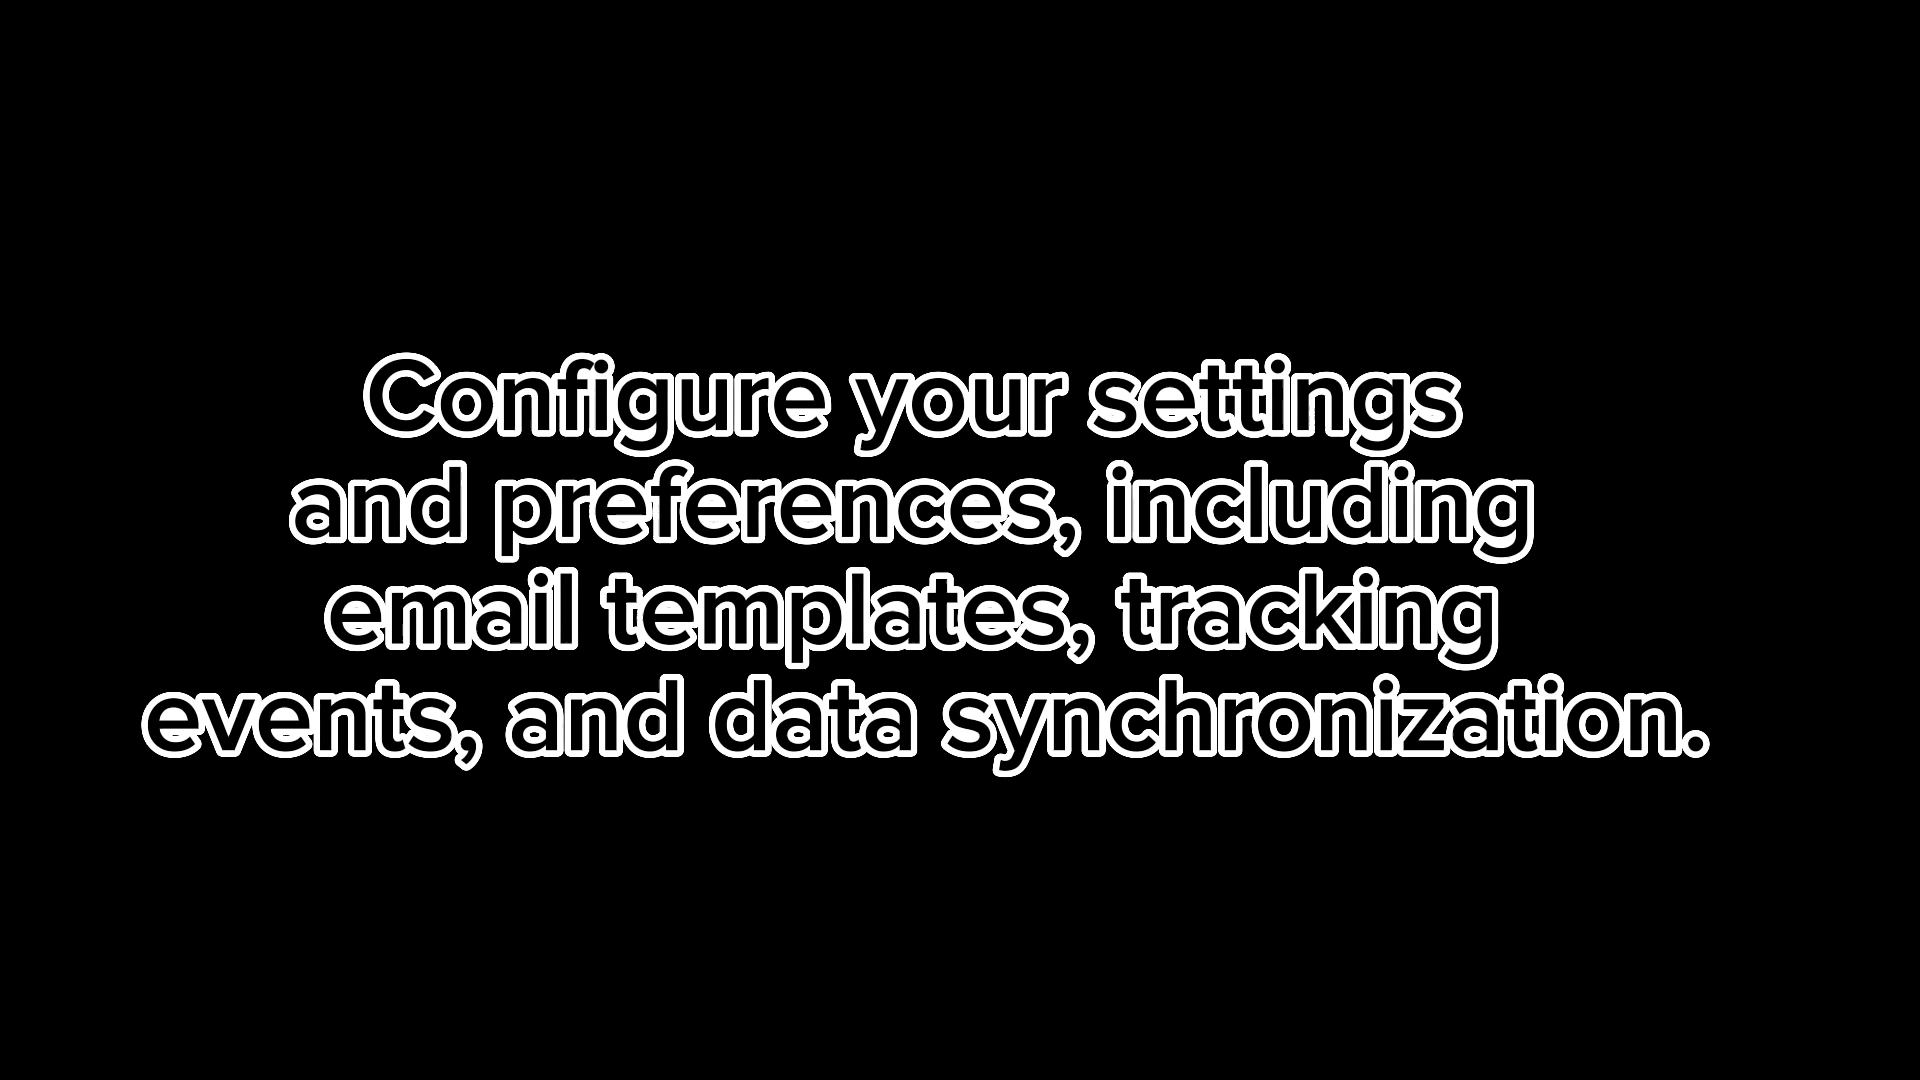 Configure your settings
and preferences, including
email templates, tracking
events, and data synchronization.